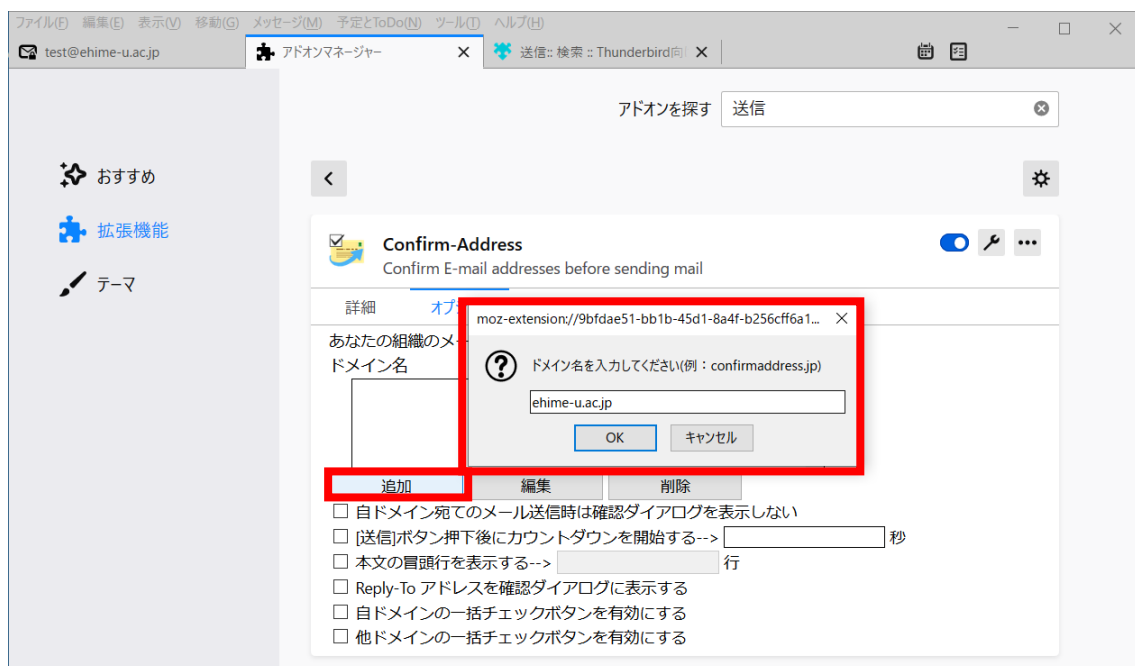 ファイル(F) 編集(E) 表示(V) 移動(G) メッセージ(M) 予定とToDo(N) ツール(T) ヘルプ(H)
test@ehime-u.ac.jp アドオンマネージャー 送信:: 検索 :: Thunderbird向
アドオンを探す 送信
おすすめ
拡張機能
テーマ
Confirm-Address
Confirm E-mail addresses before sending mail
詳細 オプ
moz-extension://9bfdae51-bb1b-45d1-8a4f-b256cff6a1...
あなたの組織のメー
ドメイン名
ドメイン名を入力してください(例：confirmaddress.jp)
ehime-u.ac.jp
OK キャンセル
追加 編集 削除
自ドメイン宛てのメール送信時は確認ダイアログを表示しない
[送信]ボタン押下後にカウントダウンを開始する--> 秒
本文の冒頭行を表示する--> 行
Reply-To アドレスを確認ダイアログに表示する
自ドメインの一括チェックボタンを有効にする
他ドメインの一括チェックボタンを有効にする